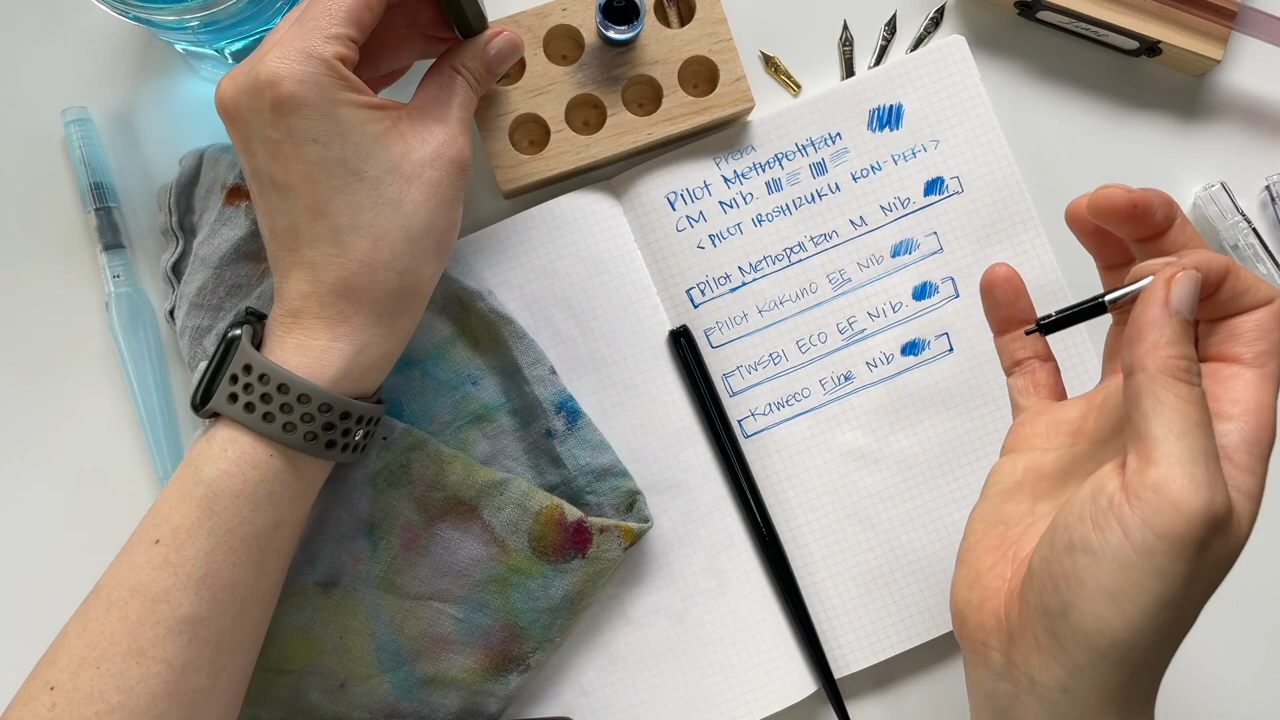 Prera
Pilot Metropolitan
CM Nib.
< PILOT IROSHIZUKU KON-PEKI >
Pilot Metropolitan M Nib.
Pilot Kakuno EF Nib
TWSBI ECO EF Nib.
Kaweco Fine Nib